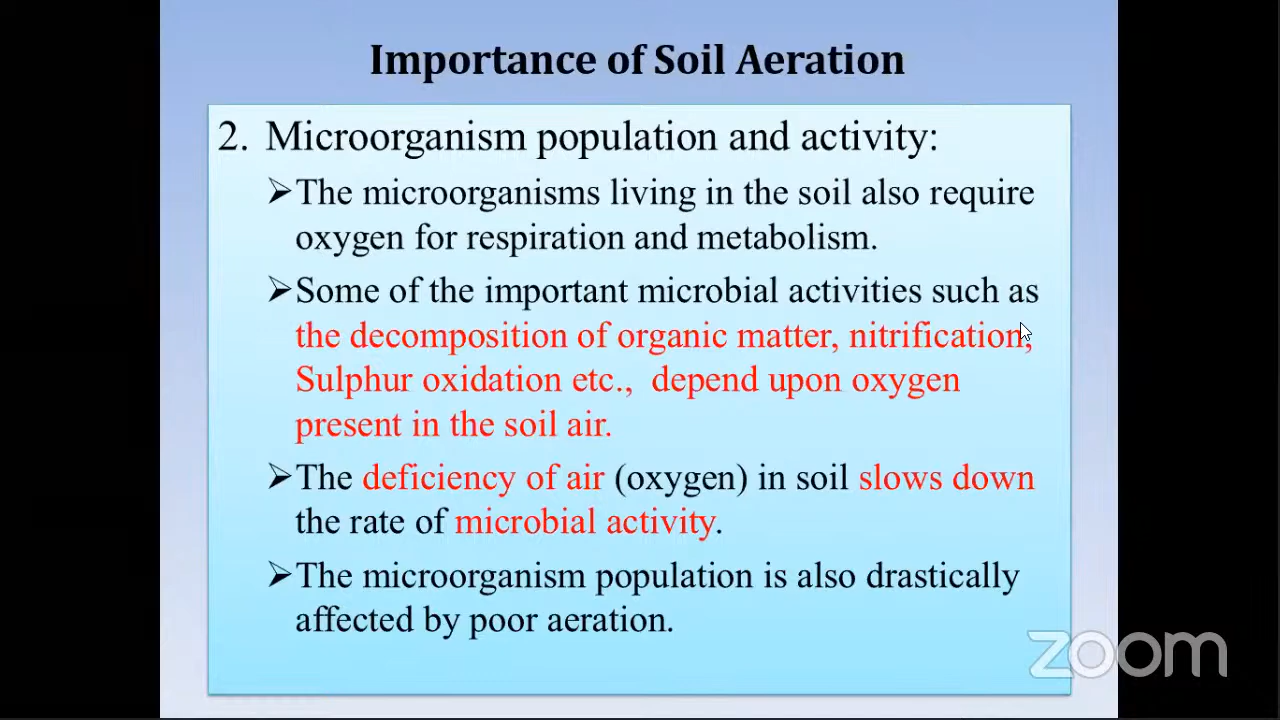 Importance of Soil Aeration
2. Microorganism population and activity:
➢The microorganisms living in the soil also require
oxygen for respiration and metabolism.
➢Some of the important microbial activities such as
the decomposition of organic matter, nitrification,
Sulphur oxidation etc., depend upon oxygen
present in the soil air.
➢The deficiency of air (oxygen) in soil slows down
the rate of microbial activity.
➢The microorganism population is also drastically
affected by poor aeration.
zoom